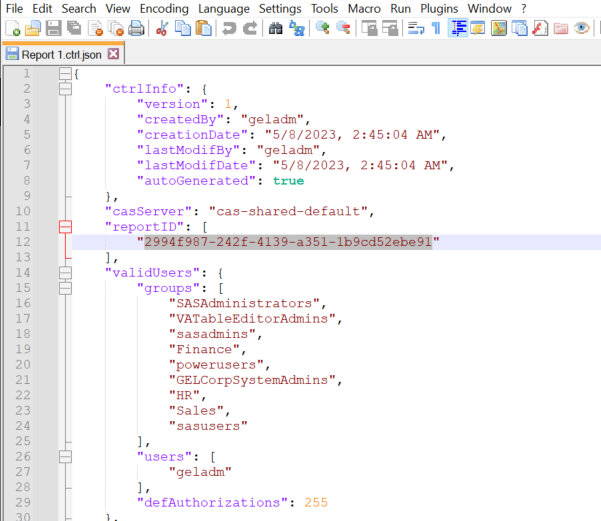 File Edit Search View Encoding Language Settings Tools Macro Run Plugins Window ?
Report 1.ctrl.json
1 {
2 "ctrlInfo": {
3 "version": 1,
4 "createdBy": "geladm",
5 "creationDate": "5/8/2023, 2:45:04 AM",
6 "lastModifBy": "geladm",
7 "lastModifDate": "5/8/2023, 2:45:04 AM",
8 "autoGenerated": true
9 },
10 "casServer": "cas-shared-default",
11 "reportID": [
12 "2994f987-242f-4139-a351-1b9cd52ebe91"
13 ],
14 "validUsers": {
15 "groups": [
16 "SASAdministrators",
17 "VATableEditorAdmins",
18 "sasadmins",
19 "Finance",
20 "powerusers",
21 "GELCorpSystemAdmins",
22 "HR",
23 "Sales",
24 "sasusers"
25 ],
26 "users": [
27 "geladm"
28 ],
29 "defAuthorizations": 255
30 },